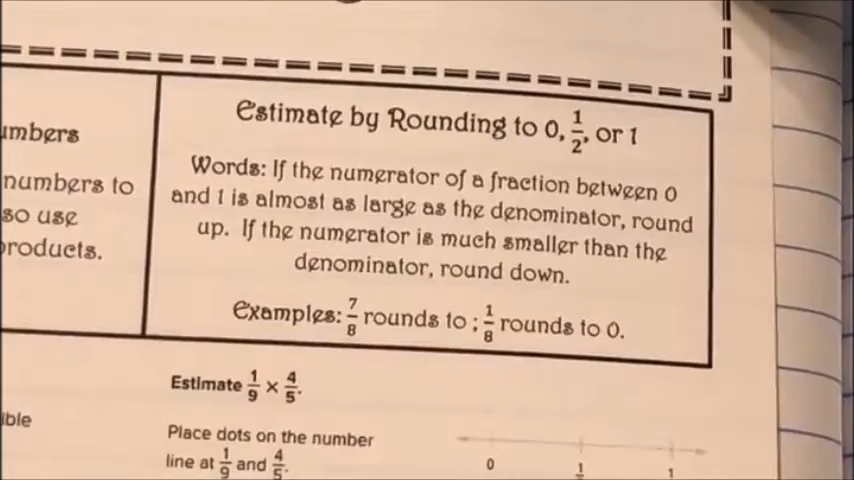 umbers
numbers to
so use
products.
Estimate by Rounding to 0, 1/2, or 1
Words: If the numerator of a fraction between 0
and 1 is almost as large as the denominator, round
up. If the numerator is much smaller than the
denominator, round down.
Examples: 7/8 rounds to ; 1/8 rounds to 0.
ible
Estimate 1/9 × 4/5.
Place dots on the number
line at 1/9 and 4/5.
0 1 1